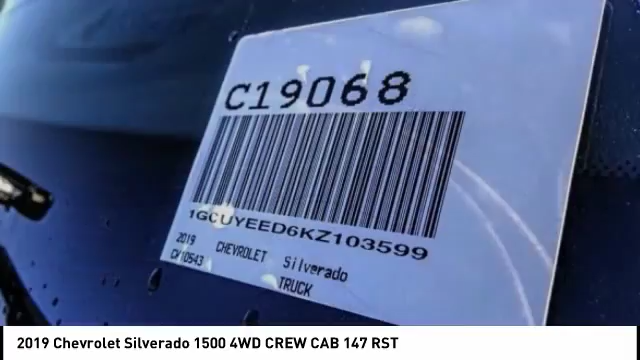 C19068
1GCUYEED6KZ103599
2019 CHEVROLET Silverado
CK10543 TRUCK
2019 Chevrolet Silverado 1500 4WD CREW CAB 147 RST